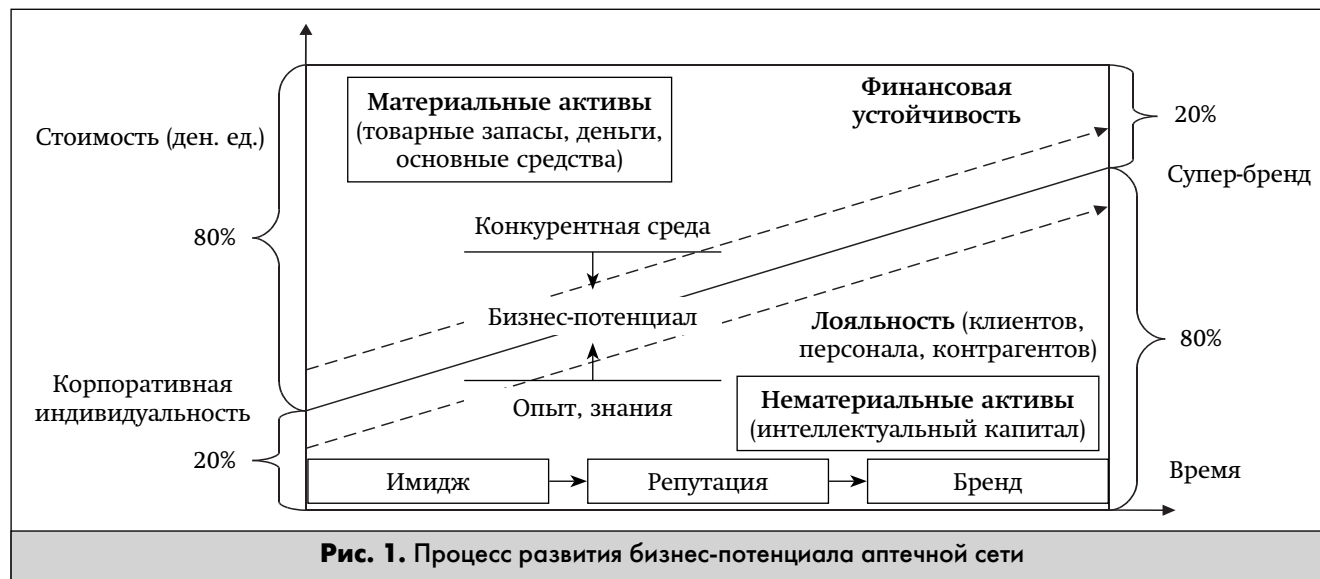 Стоимость (ден. ед.)
80%
Корпоративная
индивидуальность
20%
Материальные активы
(товарные запасы, деньги,
основные средства)
Финансовая
устойчивость
20%
Супер-бренд
Конкурентная среда
Бизнес-потенциал
Опыт, знания
Лояльность (клиентов,
персонала, контрагентов)
80%
Нематериальные активы
(интеллектуальный капитал)
Имидж
Репутация
Бренд
Время
Рис. 1. Процесс развития бизнес-потенциала аптечной сети